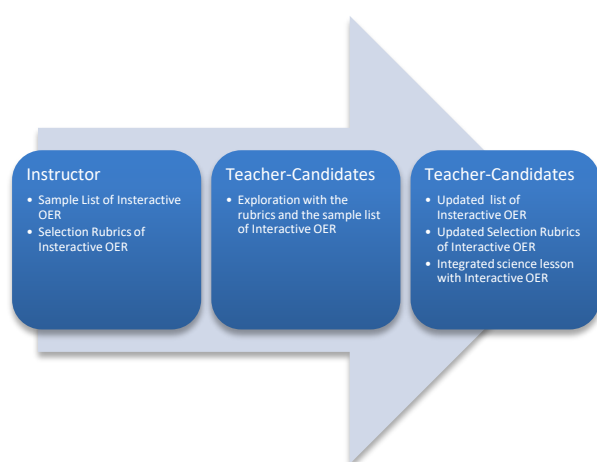 Instructor
• Sample List of Insteractive
OER
• Selection Rubrics of
Insteractive OER
Teacher-Candidates
• Exploration with the
rubrics and the sample list
of Interactive OER
Teacher-Candidates
• Updated list of
Insteractive OER
• Updated Selection Rubrics
of Interactive OER
• Integrated science lesson
with Interactive OER